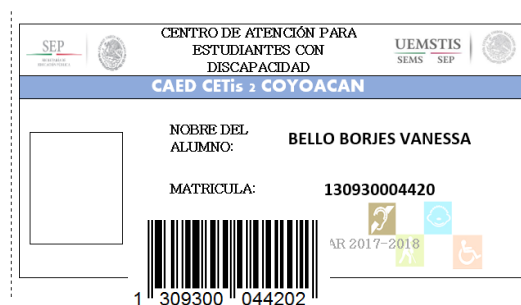 SEP
CENTRO DE ATENCIÓN PARA
ESTUDIANTES CON
DISCAPACIDAD
UEMSTIS
SEMS SEP
CAED CETis 2 COYOACAN
NOBRE DEL
ALUMNO:
BELLO BORJES VANESSA
MATRICULA:
130930004420
AR 2017-2018
1 309300 044202